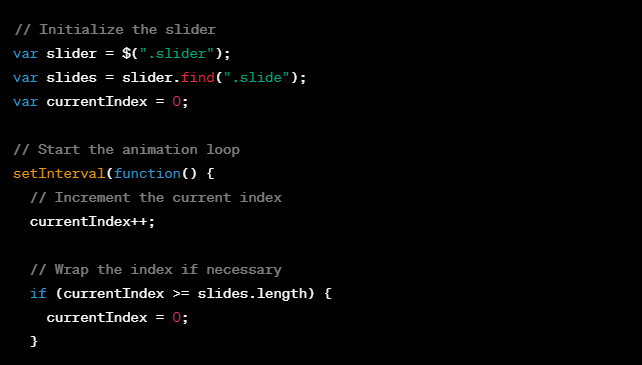 // Initialize the slider
var slider = $(".slider");
var slides = slider.find(".slide");
var currentIndex = 0;
// Start the animation loop
setInterval(function() {
// Increment the current index
currentIndex++;
// Wrap the index if necessary
if (currentIndex >= slides.length) {
currentIndex = 0;
}